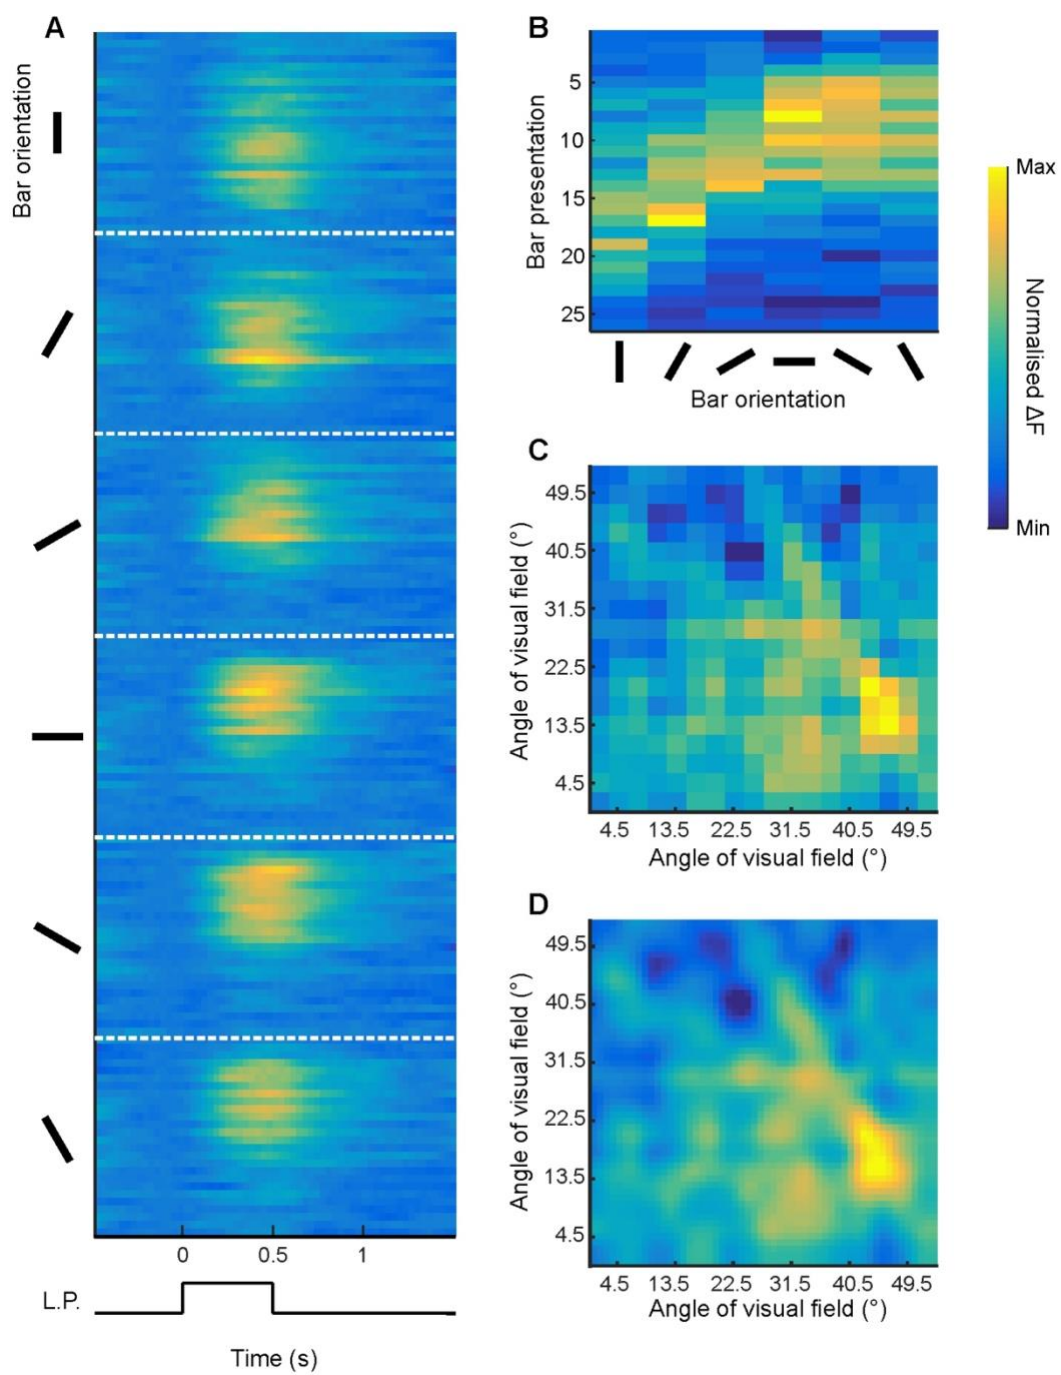 A
Bar orientation
0
0.5
1
L.P.
Time (s)
B
Bar presentation
5
10
15
20
25
Bar orientation
Max
Normalised ΔF
Min
C
Angle of visual field (°)
49.5
40.5
31.5
22.5
13.5
4.5
4.5 13.5 22.5 31.5 40.5 49.5
Angle of visual field (°)
D
Angle of visual field (°)
49.5
40.5
31.5
22.5
13.5
4.5
4.5 13.5 22.5 31.5 40.5 49.5
Angle of visual field (°)